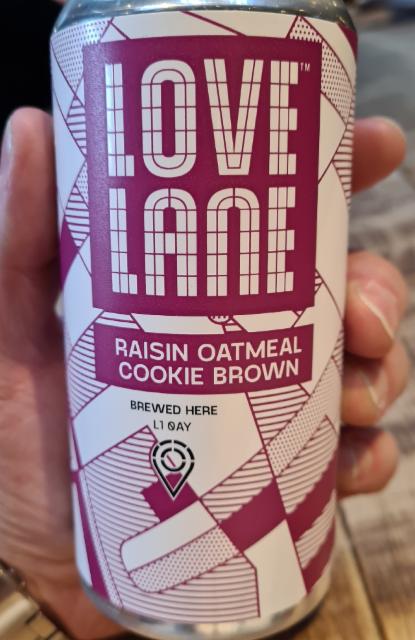 LOVE™
LANE
RAISIN OATMEAL
COOKIE BROWN
BREWED HERE
L1 0AY